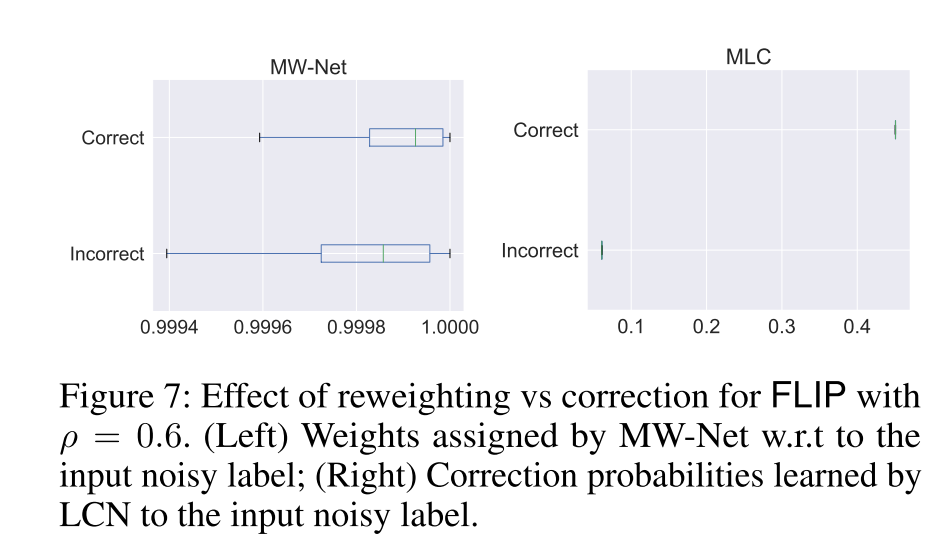 MW-Net
Correct
Incorrect
0.9994 0.9996 0.9998 1.0000
MLC
Correct
Incorrect
0.1 0.2 0.3 0.4
Figure 7: Effect of reweighting vs correction for FLIP with
ρ = 0.6. (Left) Weights assigned by MW-Net w.r.t to the
input noisy label; (Right) Correction probabilities learned by
LCN to the input noisy label.